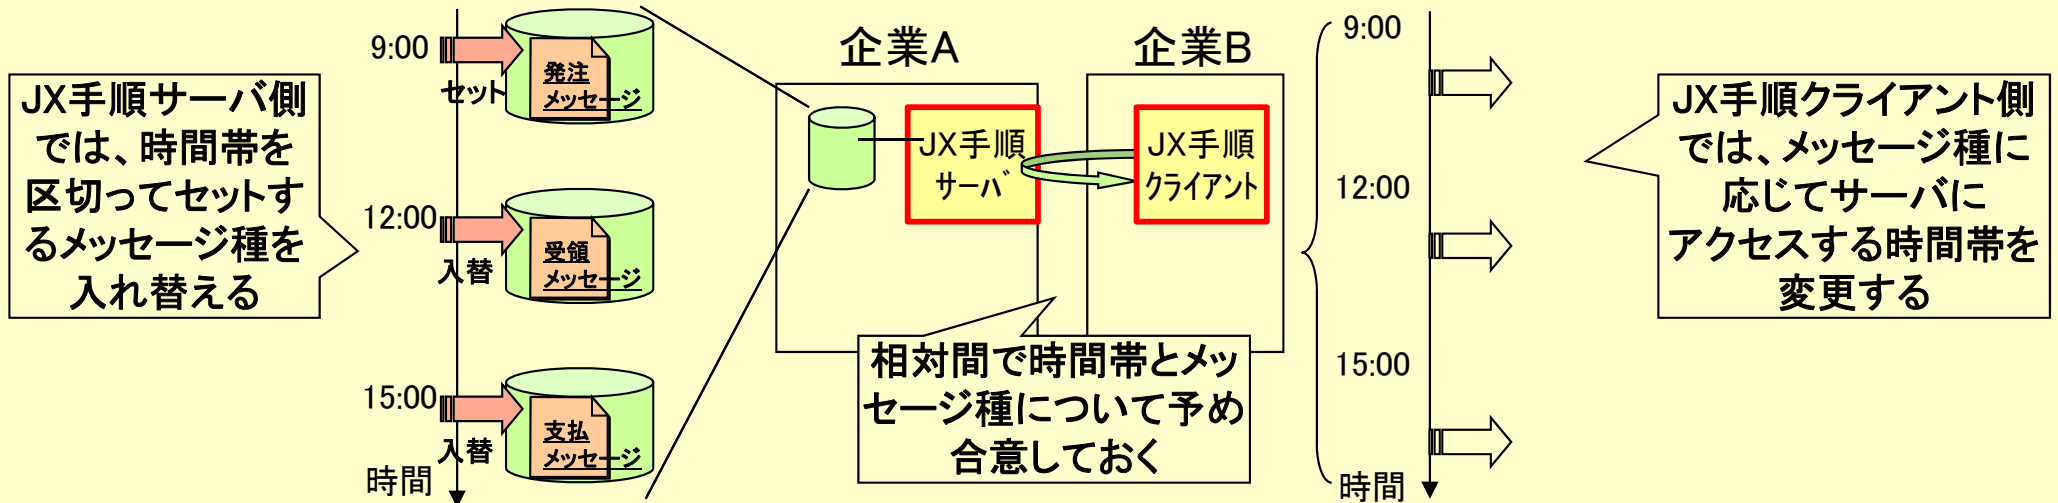 JX手順サーバ側
では、時間帯を
区切ってセットす
るメッセージ種を
入れ替える
9:00
セット
発注
メッセージ
12:00
入替
受領
メッセージ
15:00
入替
支払
メッセージ
時間
企業A
企業B
JX手順
サーバ
JX手順
クライアント
相対間で時間帯とメッ
セージ種について予め
合意しておく
9:00
12:00
15:00
時間
JX手順クライアント側
では、メッセージ種に
応じてサーバに
アクセスする時間帯を
変更する